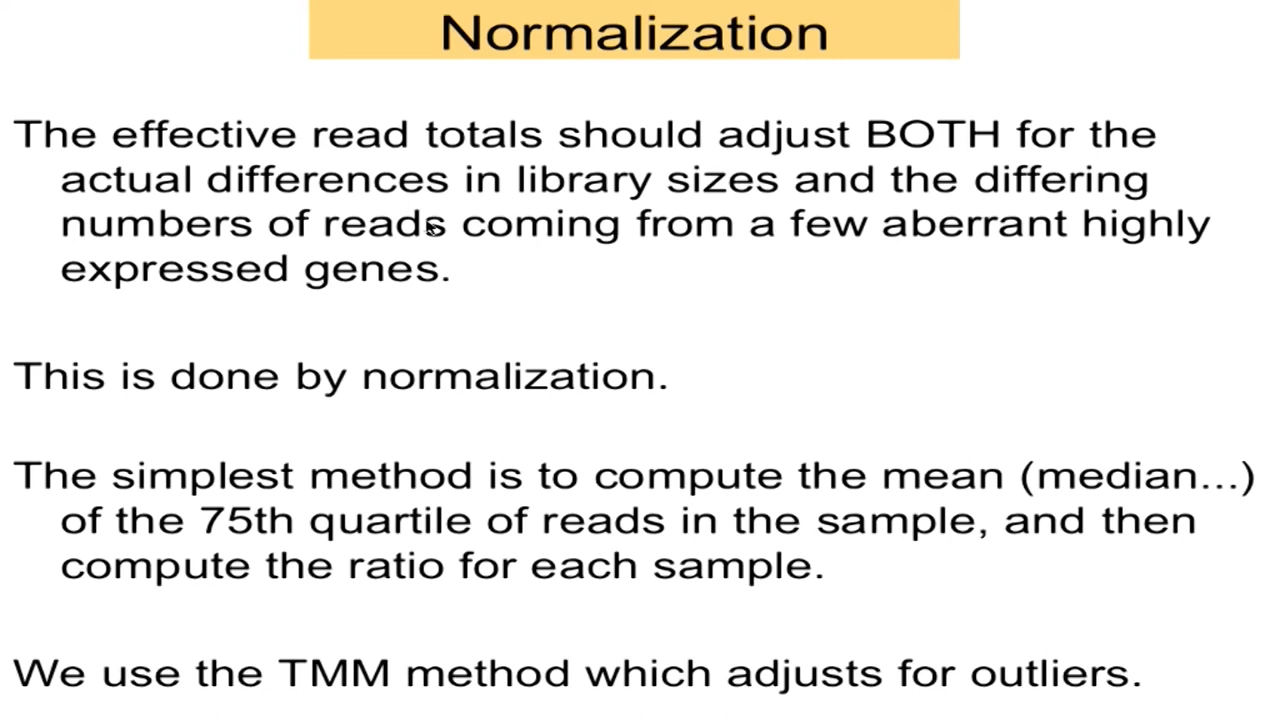 Normalization
The effective read totals should adjust BOTH for the
actual differences in library sizes and the differing
numbers of reads coming from a few aberrant highly
expressed genes.
This is done by normalization.
The simplest method is to compute the mean (median...)
of the 75th quartile of reads in the sample, and then
compute the ratio for each sample.
We use the TMM method which adjusts for outliers.